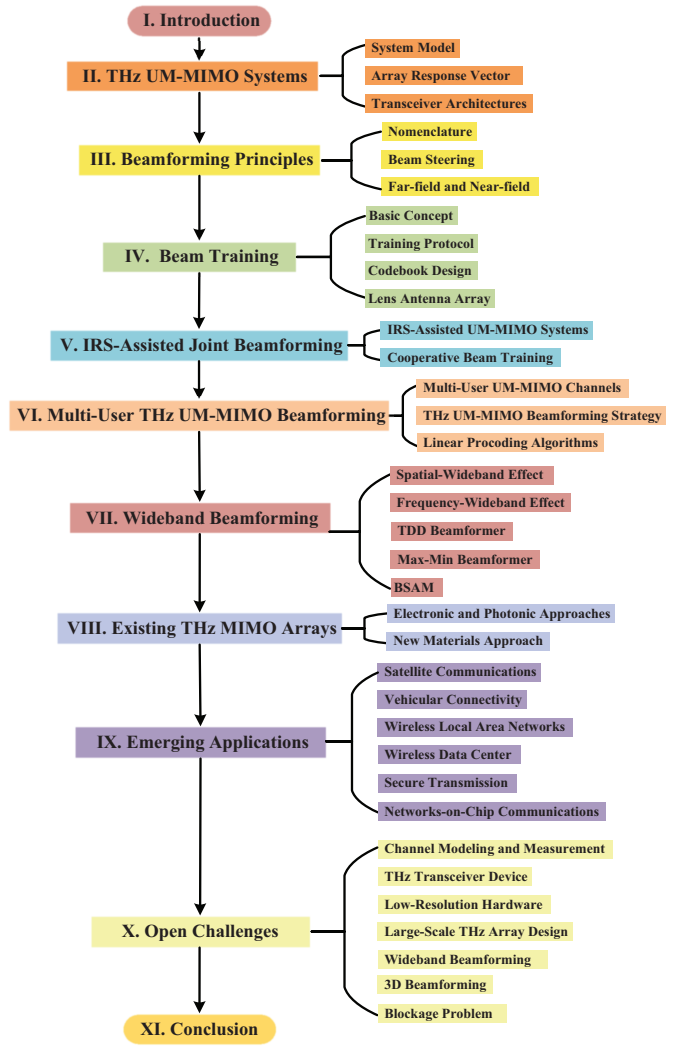 I. Introduction
II. THz UM-MIMO Systems
System Model
Array Response Vector
Transceiver Architectures
III. Beamforming Principles
Nomenclature
Beam Steering
Far-field and Near-field
IV. Beam Training
Basic Concept
Training Protocol
Codebook Design
Lens Antenna Array
V. IRS-Assisted Joint Beamforming
IRS-Assisted UM-MIMO Systems
Cooperative Beam Training
VI. Multi-User THz UM-MIMO Beamforming
Multi-User UM-MIMO Channels
THz UM-MIMO Beamforming Strategy
Linear Procoding Algorithms
VII. Wideband Beamforming
Spatial-Wideband Effect
Frequency-Wideband Effect
TDD Beamformer
Max-Min Beamformer
BSAM
VIII. Existing THz MIMO Arrays
Electronic and Photonic Approaches
New Materials Approach
IX. Emerging Applications
Satellite Communications
Vehicular Connectivity
Wireless Local Area Networks
Wireless Data Center
Secure Transmission
Networks-on-Chip Communications
X. Open Challenges
Channel Modeling and Measurement
THz Transceiver Device
Low-Resolution Hardware
Large-Scale THz Array Design
Wideband Beamforming
3D Beamforming
Blockage Problem
XI. Conclusion